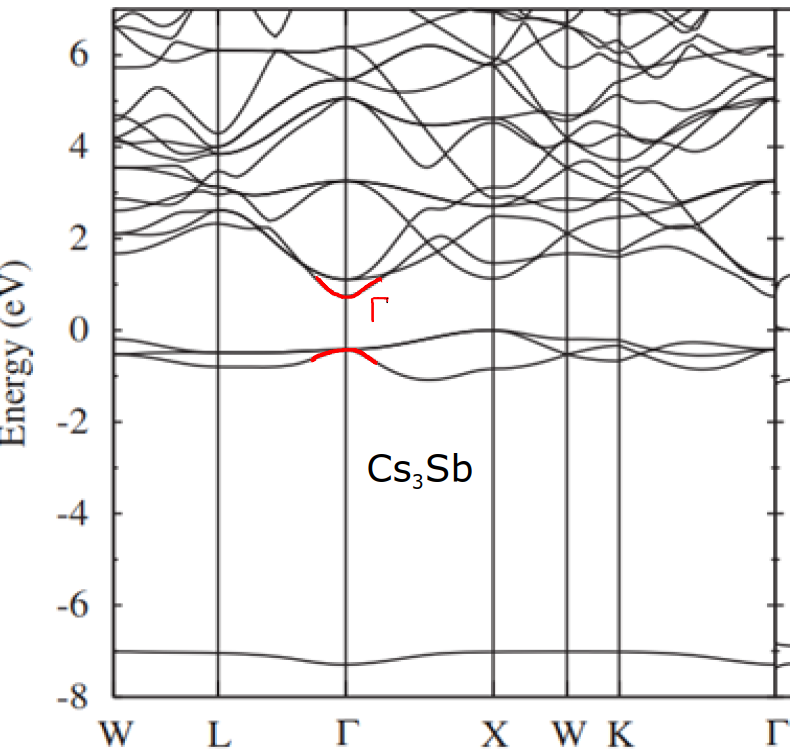 Energy (eV)
6
4
2
0
-2
-4
-6
-8
Γ
Cs₃Sb
W L Γ X W K Γ